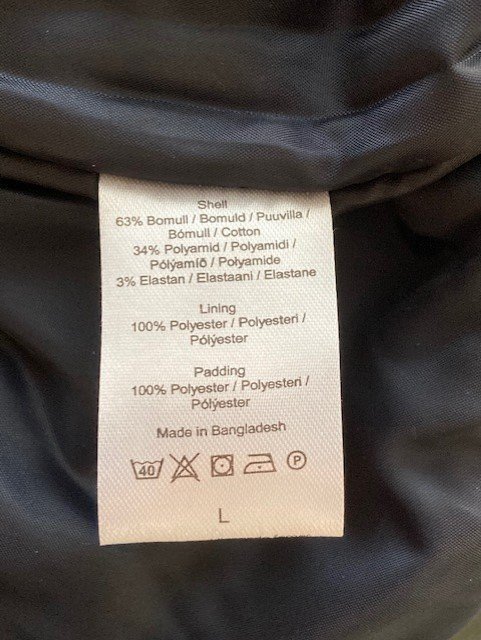 Shell
63% Bomull / Bomuld / Puuvilla /
Bómull / Cotton
34% Polyamid / Polyamidi /
Pólýamíð / Polyamide
3% Elastan / Elastaani / Elastane
Lining
100% Polyester / Polyesteri /
Pólýester
Padding
100% Polyester / Polyesteri /
Pólýester
Made in Bangladesh
40 P
L